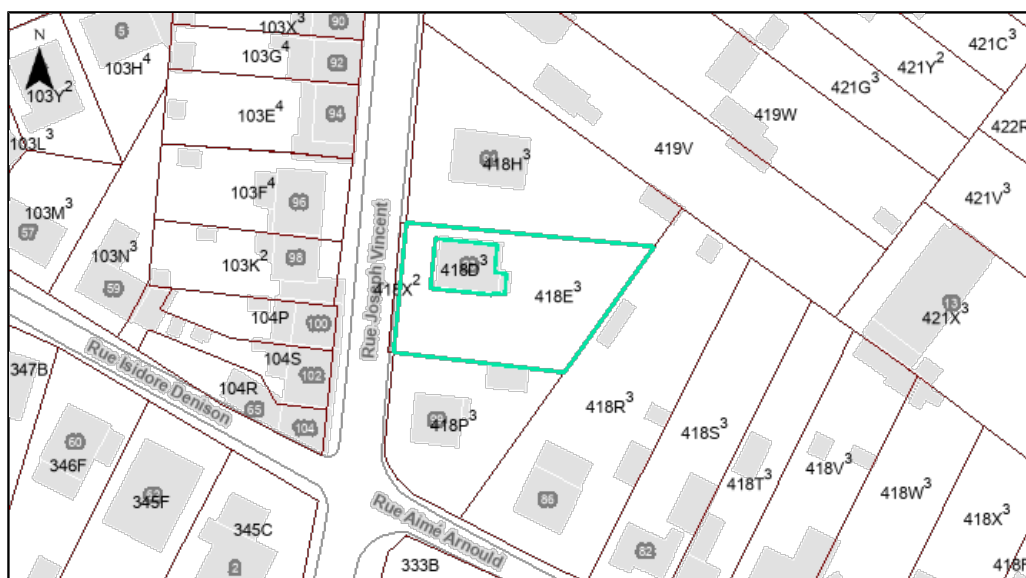 103X³
90
5
421C³
N
103G⁴
92
103H⁴
421Y²
421G³
103Y²
94
103E⁴
419W
422F
103L³
419V
418H³
103F⁴
421V³
103M³
96
57
103N³
103K²
98
418D³
418X²
418E³
59
Rue Joseph Vincent
13
104P
100
421X³
Rue Isidore Denison
104S
347B
102
104R
65
418R³
104
418P³
418S³
60
346F
418V³
418T³
345F
86
418W³
345C
418X³
Rue Aimé Arnould
82
2
333B